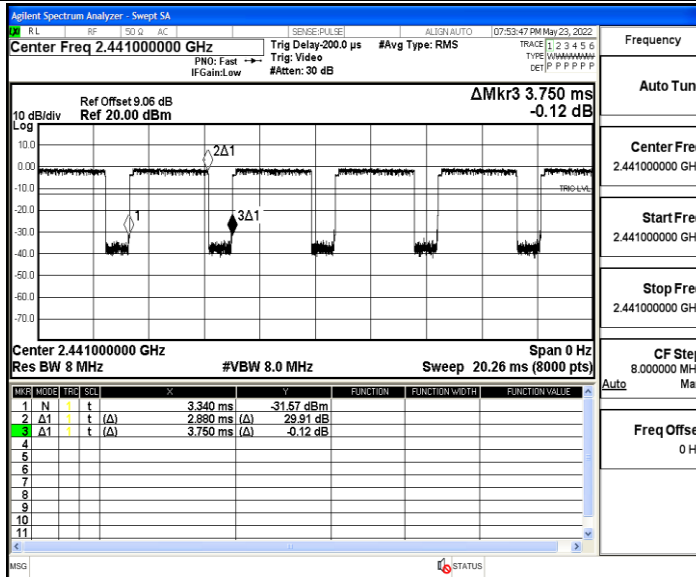 Agilent Spectrum Analyzer - Swept SA
RL RF 50 Ω AC SENSE:PULSE ALIGN AUTO 07:53:47 PM May 23, 2022
Center Freq 2.441000000 GHz
PNO: Fast
IFGain:Low
Trig Delay-200.0 µs
Trig: Video
#Atten: 30 dB
#Avg Type: RMS
TRACE 1 2 3 4 5 6
TYPE
DET P P P P P P
Frequency
ΔMkr3 3.750 ms
-0.12 dB
Ref Offset 9.06 dB
10 dB/div Ref 20.00 dBm
Log
10.0
0.00
-10.0
-20.0
-30.0
-40.0
-50.0
-60.0
-70.0
2Δ1
TRIG LVL
1
3Δ1
Center 2.441000000 GHz
Span 0 Hz
Res BW 8 MHz #VBW 8.0 MHz Sweep 20.26 ms (8000 pts)
MKR MODE TRC SCL X Y FUNCTION FUNCTION WIDTH FUNCTION VALUE
1 N 1 t 3.340 ms -31.57 dBm
2 Δ1 1 t (Δ) 2.880 ms (Δ) 29.91 dB
3 Δ1 1 t (Δ) 3.750 ms (Δ) -0.12 dB
4
5
6
7
8
9
10
11
MSG STATUS
Auto Tun
Center Fre
2.441000000 GH
Start Fre
2.441000000 GH
Stop Fre
2.441000000 GH
CF Step
8.000000 MH
Auto Ma
Freq Offse
0 H